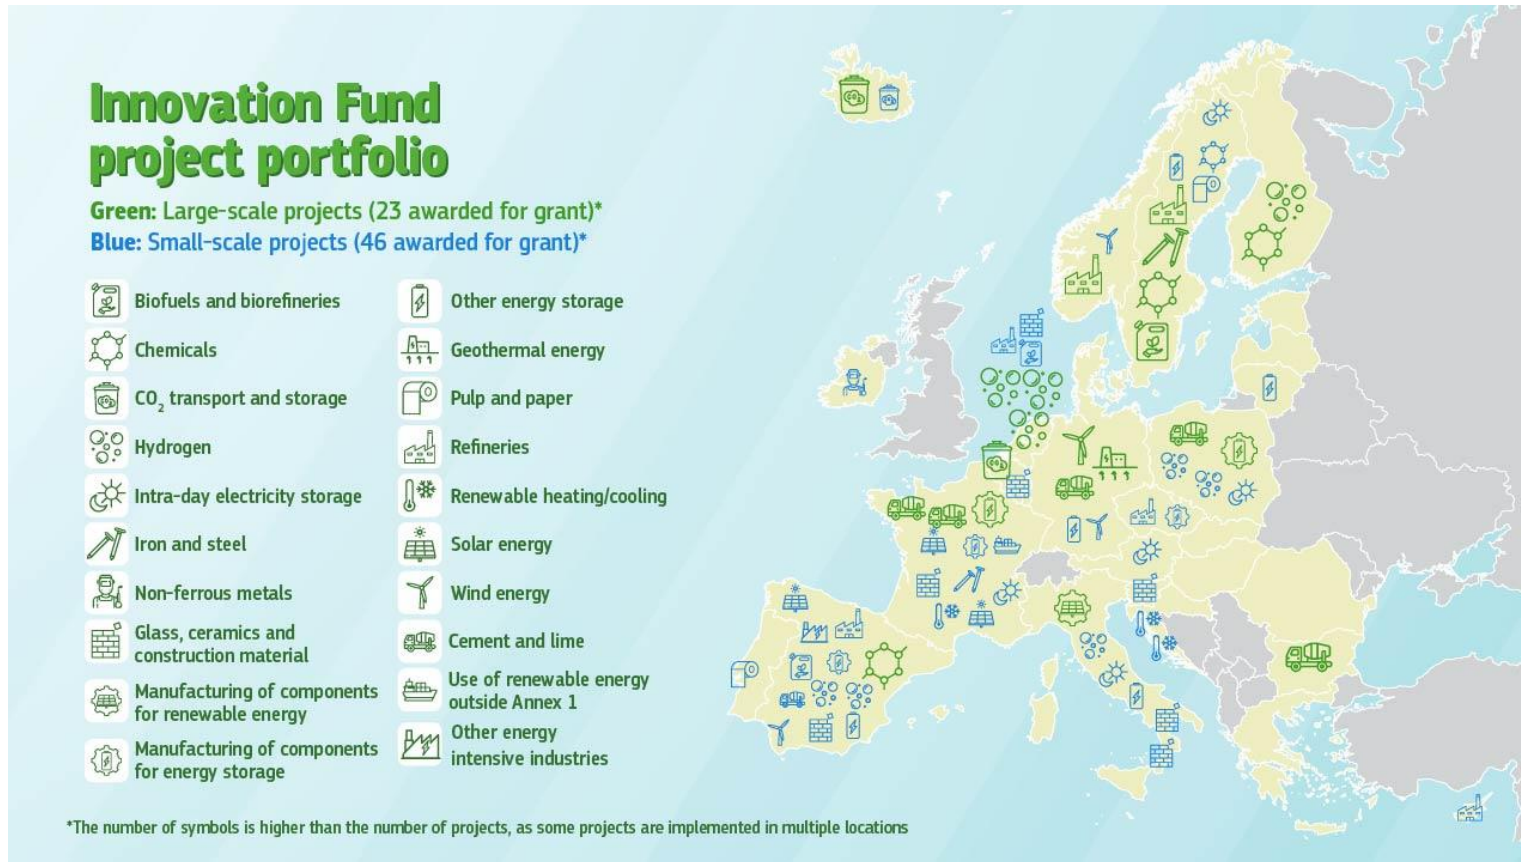 Innovation Fund
project portfolio
Green: Large-scale projects (23 awarded for grant)*
Blue: Small-scale projects (46 awarded for grant)*
Biofuels and biorefineries
Chemicals
CO₂ transport and storage
Hydrogen
Intra-day electricity storage
Iron and steel
Non-ferrous metals
Glass, ceramics and
construction material
Manufacturing of components
for renewable energy
Manufacturing of components
for energy storage
Other energy storage
Geothermal energy
Pulp and paper
Refineries
Renewable heating/cooling
Solar energy
Wind energy
Cement and lime
Use of renewable energy
outside Annex 1
Other energy
intensive industries
*The number of symbols is higher than the number of projects, as some projects are implemented in multiple locations